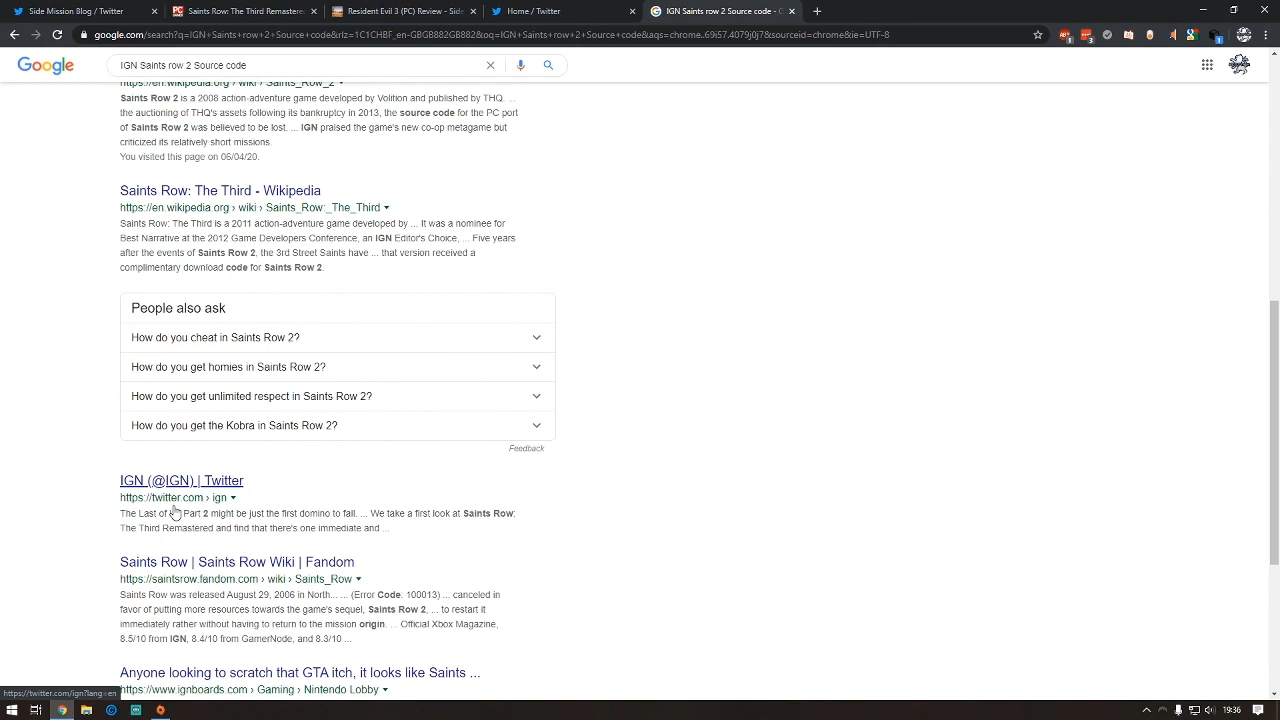 Side Mission Blog / Twitter
Saints Row The Third Remastere
Resident Evil 3 (PC) Review - Side
Home / Twitter
IGN Saints row 2 Source code -
google.com/search?q=IGN+Saints+row+2+Source+code&rlz=1C1CHBF_en-GBGB882GB882&oq=IGN+Saints+row+2+Source+code&aqs=chrome..69i57.4079j0j7&sourceid=chrome&ie=UTF-8
Google
IGN Saints row 2 Source code
https://en.wikipedia.org › wiki › Saints_Row_2
Saints Row 2 is a 2008 action-adventure game developed by Volition and published by THQ. ...
the auctioning of THQ's assets following its bankruptcy in 2013, the source code for the PC port
of Saints Row 2 was believed to be lost. ... IGN praised the game's new co-op metagame but
criticized its relatively short missions.
You visited this page on 06/04/20.
Saints Row: The Third - Wikipedia
https://en.wikipedia.org › wiki › Saints_Row:_The_Third
Saints Row: The Third is a 2011 action-adventure game developed by ... It was a nominee for
Best Narrative at the 2012 Game Developers Conference, an IGN Editor's Choice, ... Five years
after the events of Saints Row 2, the 3rd Street Saints have ... that version received a
complimentary download code for Saints Row 2.
People also ask
How do you cheat in Saints Row 2?
How do you get homies in Saints Row 2?
How do you get unlimited respect in Saints Row 2?
How do you get the Kobra in Saints Row 2?
Feedback
IGN (@IGN) | Twitter
https://twitter.com › ign
The Last of Part 2 might be just the first domino to fall. ... We take a first look at Saints Row:
The Third Remastered and find that there's one immediate and ...
Saints Row | Saints Row Wiki | Fandom
https://saintsrow.fandom.com › wiki › Saints_Row
Saints Row was released August 29, 2006 in North... ... (Error Code: 100013) ... canceled in
favor of putting more resources towards the game's sequel, Saints Row 2, ... to restart it
immediately rather without having to return to the mission origin. ... Official Xbox Magazine,
8.5/10 from IGN, 8.4/10 from GamerNode, and 8.3/10 ...
Anyone looking to scratch that GTA itch, it looks like Saints ...
https://www.ignboards.com › Gaming › Nintendo Lobby
https://twitter.com/ign?lang=en
19:36